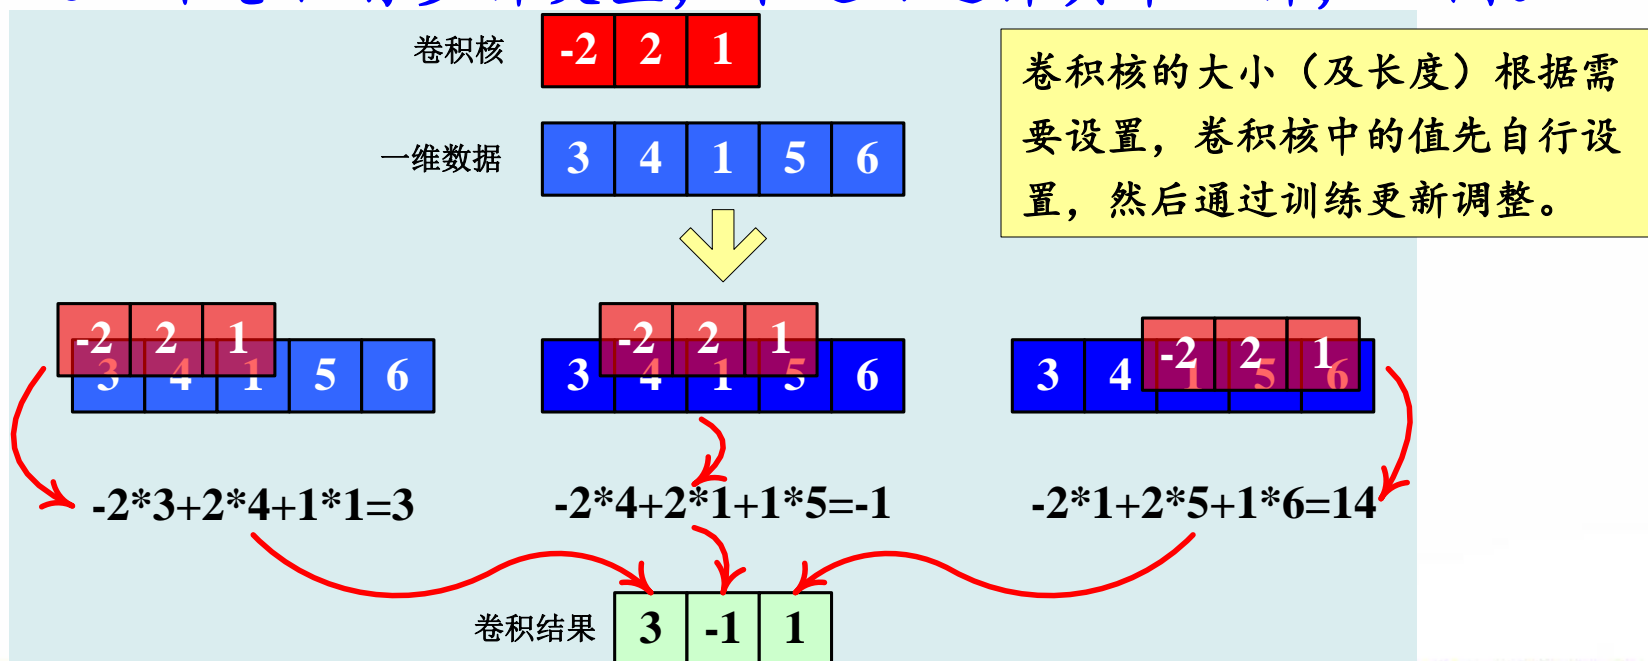 卷积核 -2 2 1
一维数据 3 4 1 5 6
卷积核的大小（及长度）根据需
要设置，卷积核中的值先自行设
置，然后通过训练更新调整。
-2 2 1
3 4 1 5 6
-2 2 1
3 4 1 5 6
-2 2 1
3 4 1 5 6
-2*3+2*4+1*1=3
-2*4+2*1+1*5=-1
-2*1+2*5+1*6=14
卷积结果 3 -1 1